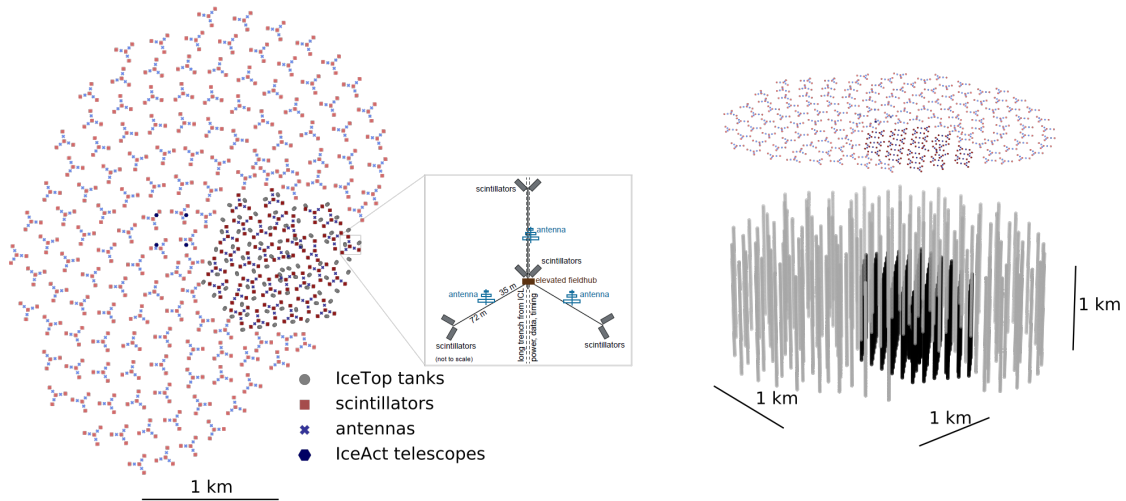 scintillators
antenna
scintillators
elevated fieldhub
antenna
35 m
antenna
72 m
long trench from ICL
power, data, timing
scintillators
(not to scale)
scintillators
IceTop tanks
scintillators
antennas
IceAct telescopes
1 km
1 km
1 km
1 km